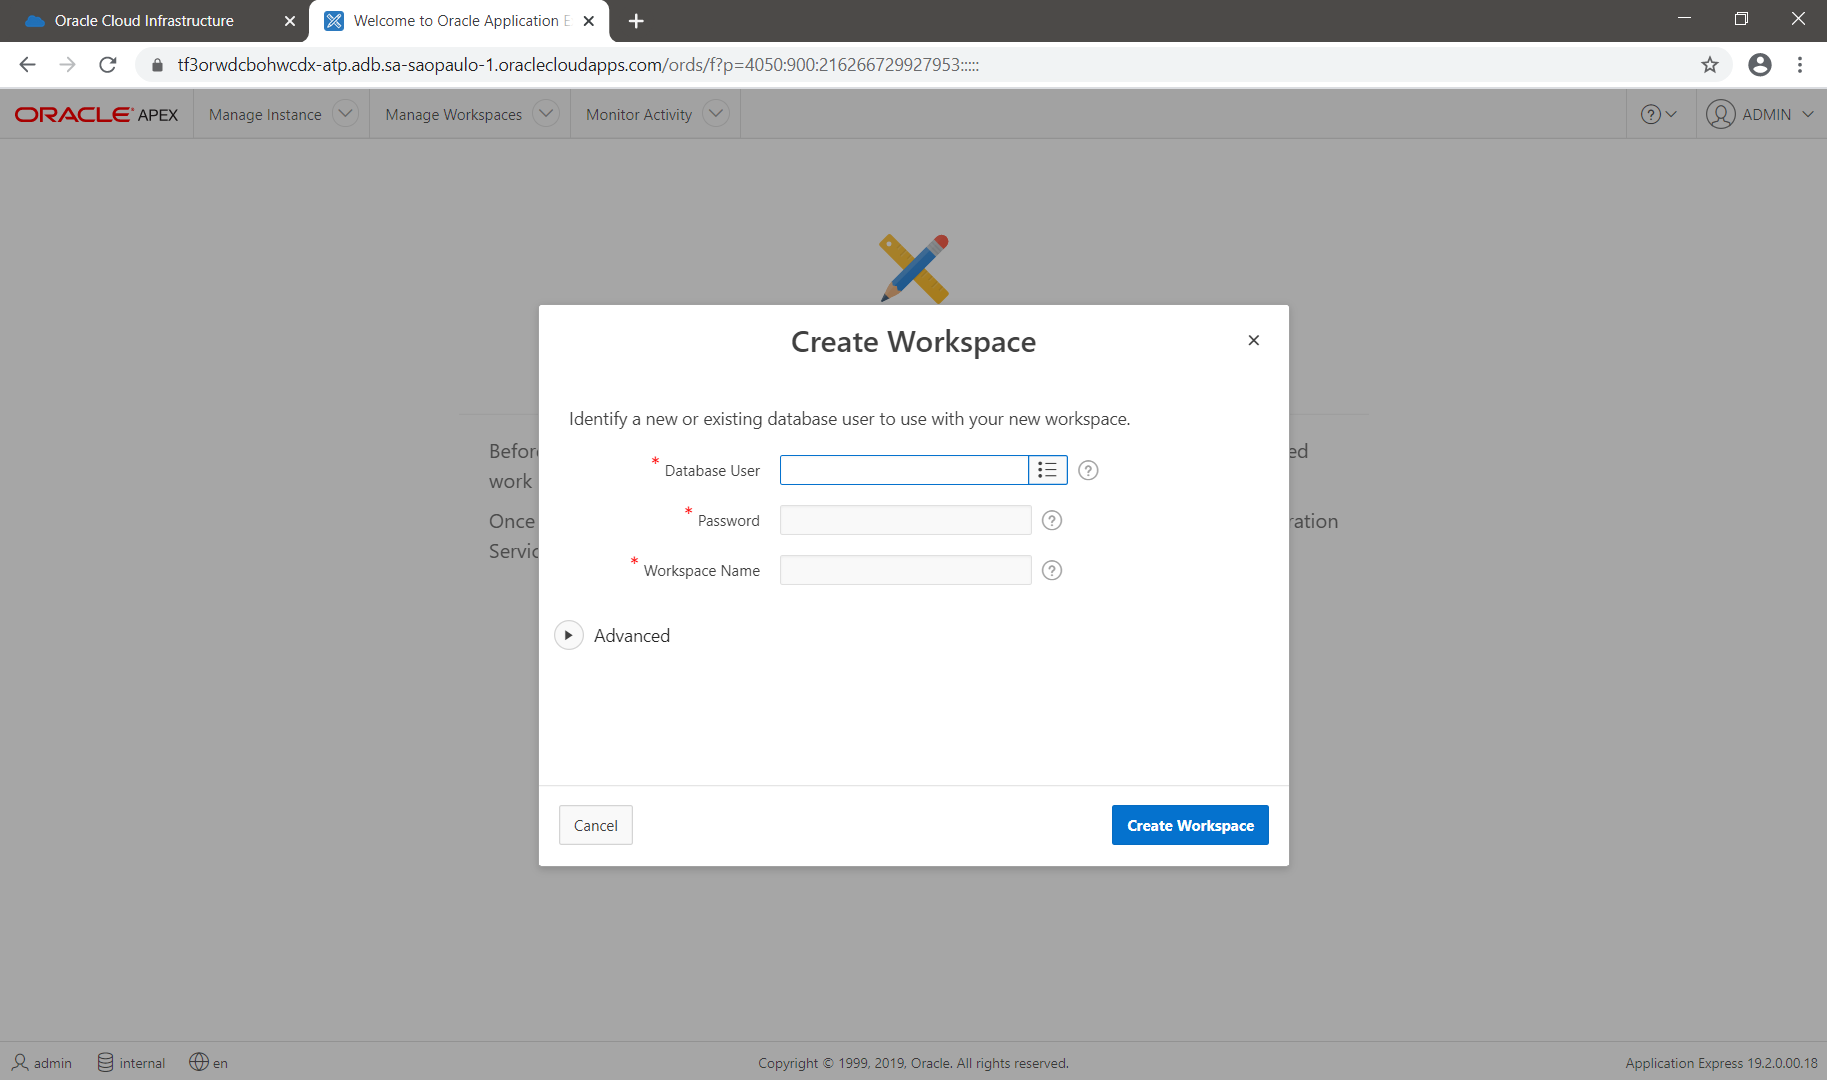 Oracle Cloud Infrastructure
Welcome to Oracle Application E
tf3orwdcbohwcdx-atp.adb.sa-saopaulo-1.oraclecloudapps.com/ords/f?p=4050:900:216266729927953:::::
ORACLE APEX
Manage Instance
Manage Workspaces
Monitor Activity
ADMIN
Create Workspace
Identify a new or existing database user to use with your new workspace.
Befor
ed
* Database User
work
* Password
Once
ration
Servic
* Workspace Name
Advanced
Cancel
Create Workspace
admin
internal
en
Copyright © 1999, 2019, Oracle. All rights reserved.
Application Express 19.2.0.00.18